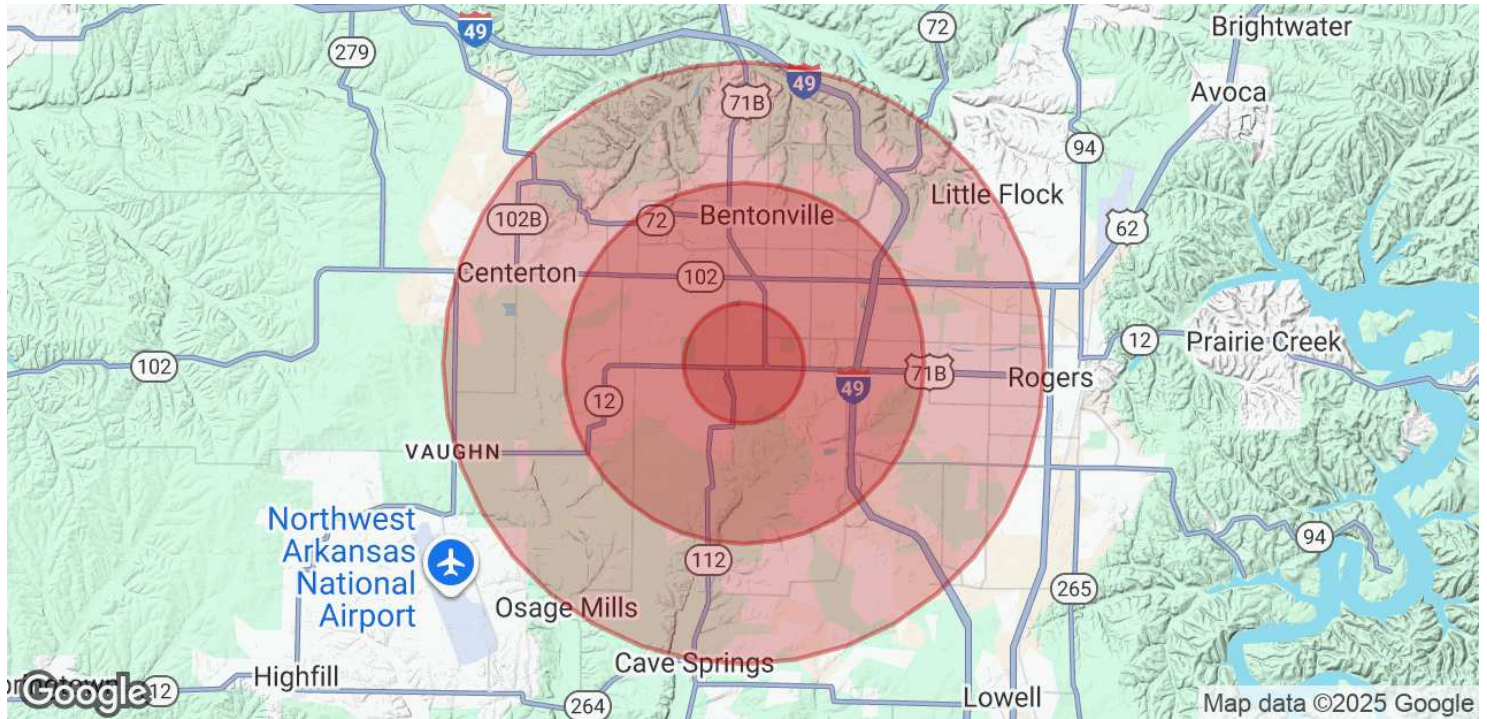 49
72
Brightwater
279
49
71B
Avoca
94
Little Flock
102B
72
Bentonville
62
Centerton
102
12
Prairie Creek
102
49
71B
Rogers
12
VAUGHN
Northwest
Arkansas
National
Airport
94
112
265
Osage Mills
Cave Springs
Highfill
Google
12
264
Lowell
Map data ©2025 Google